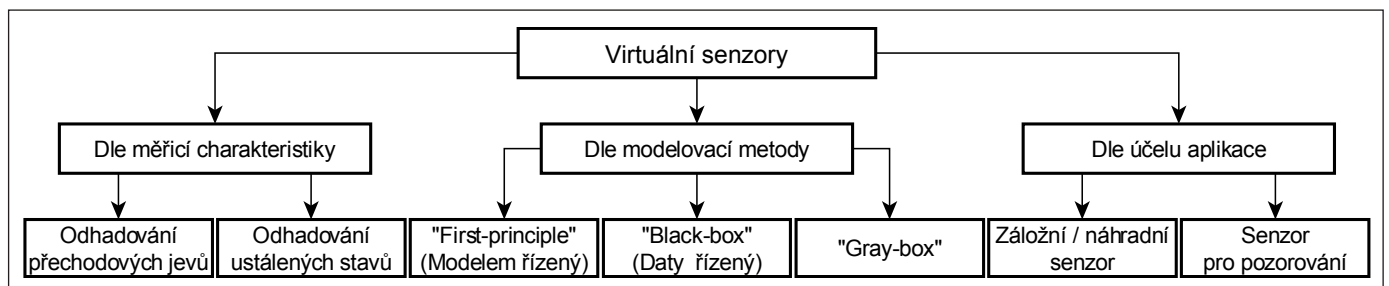 Virtuální senzory
Dle měřicí charakteristiky
Dle modelovací metody
Dle účelu aplikace
Odhadování
přechodových jevů
Odhadování
ustálených stavů
"First-principle"
(Modelem řízený)
"Black-box"
(Daty řízený)
"Gray-box"
Záložní / náhradní
senzor
Senzor
pro pozorování